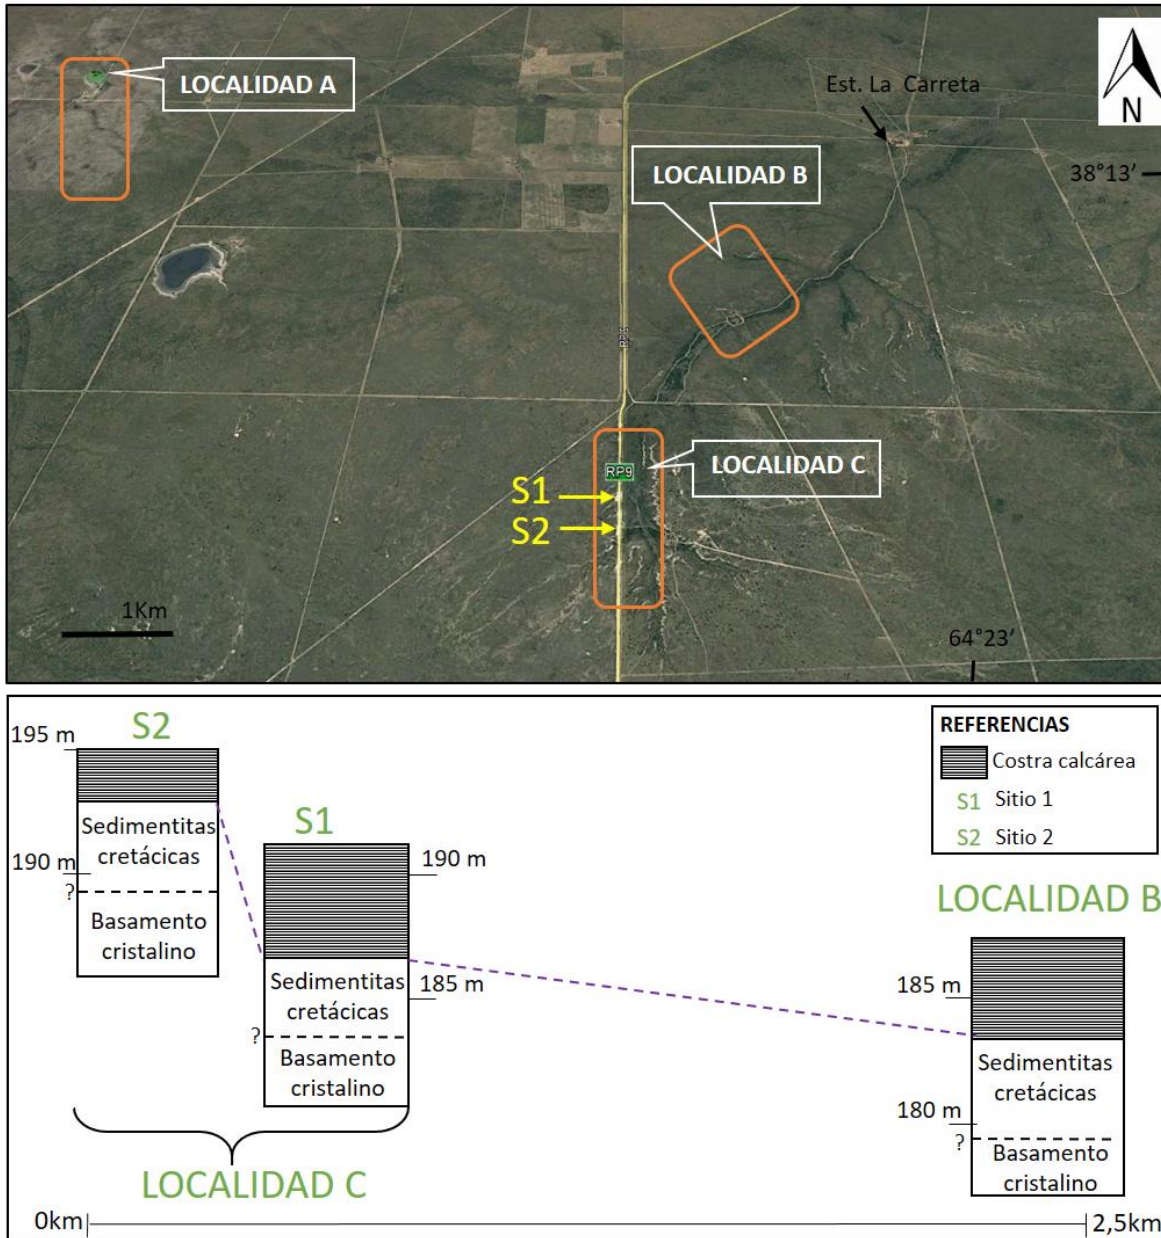 LOCALIDAD A
Est. La Carreta
N
38°13’
LOCALIDAD B
LOCALIDAD C
RP9
S1
S2
1Km
64°23’
S2
195 m
Sedimentitas
cretácicas
190 m
?
Basamento
cristalino
S1
190 m
Sedimentitas
cretácicas
185 m
?
Basamento
cristalino
LOCALIDAD C
REFERENCIAS
Costra calcárea
S1 Sitio 1
S2 Sitio 2
LOCALIDAD B
185 m
Sedimentitas
cretácicas
180 m
?
Basamento
cristalino
0km
2,5km